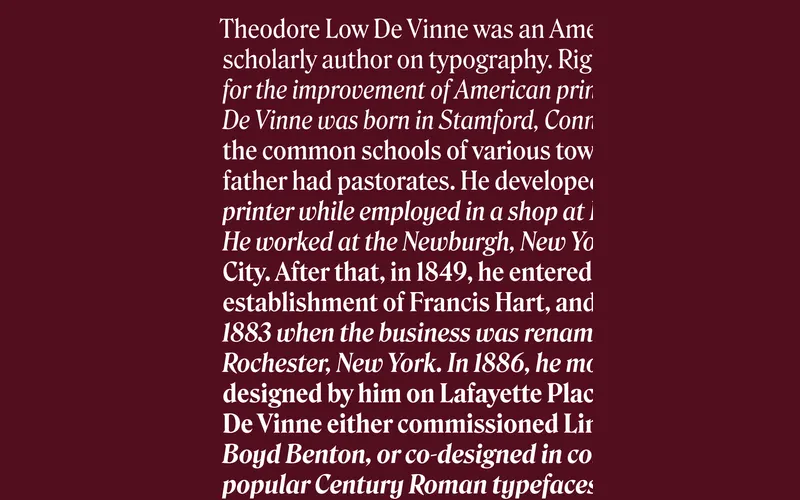 Theodore Low De Vinne was an Ame
scholarly author on typography. Rig
for the improvement of American prin
De Vinne was born in Stamford, Conn
the common schools of various tow
father had pastorates. He develope
printer while employed in a shop at
He worked at the Newburgh, New Yo
City. After that, in 1849, he entered
establishment of Francis Hart, and
1883 when the business was renam
Rochester, New York. In 1886, he mo
designed by him on Lafayette Plac
De Vinne either commissioned Lin
Boyd Benton, or co-designed in co
popular Century Roman typefaces